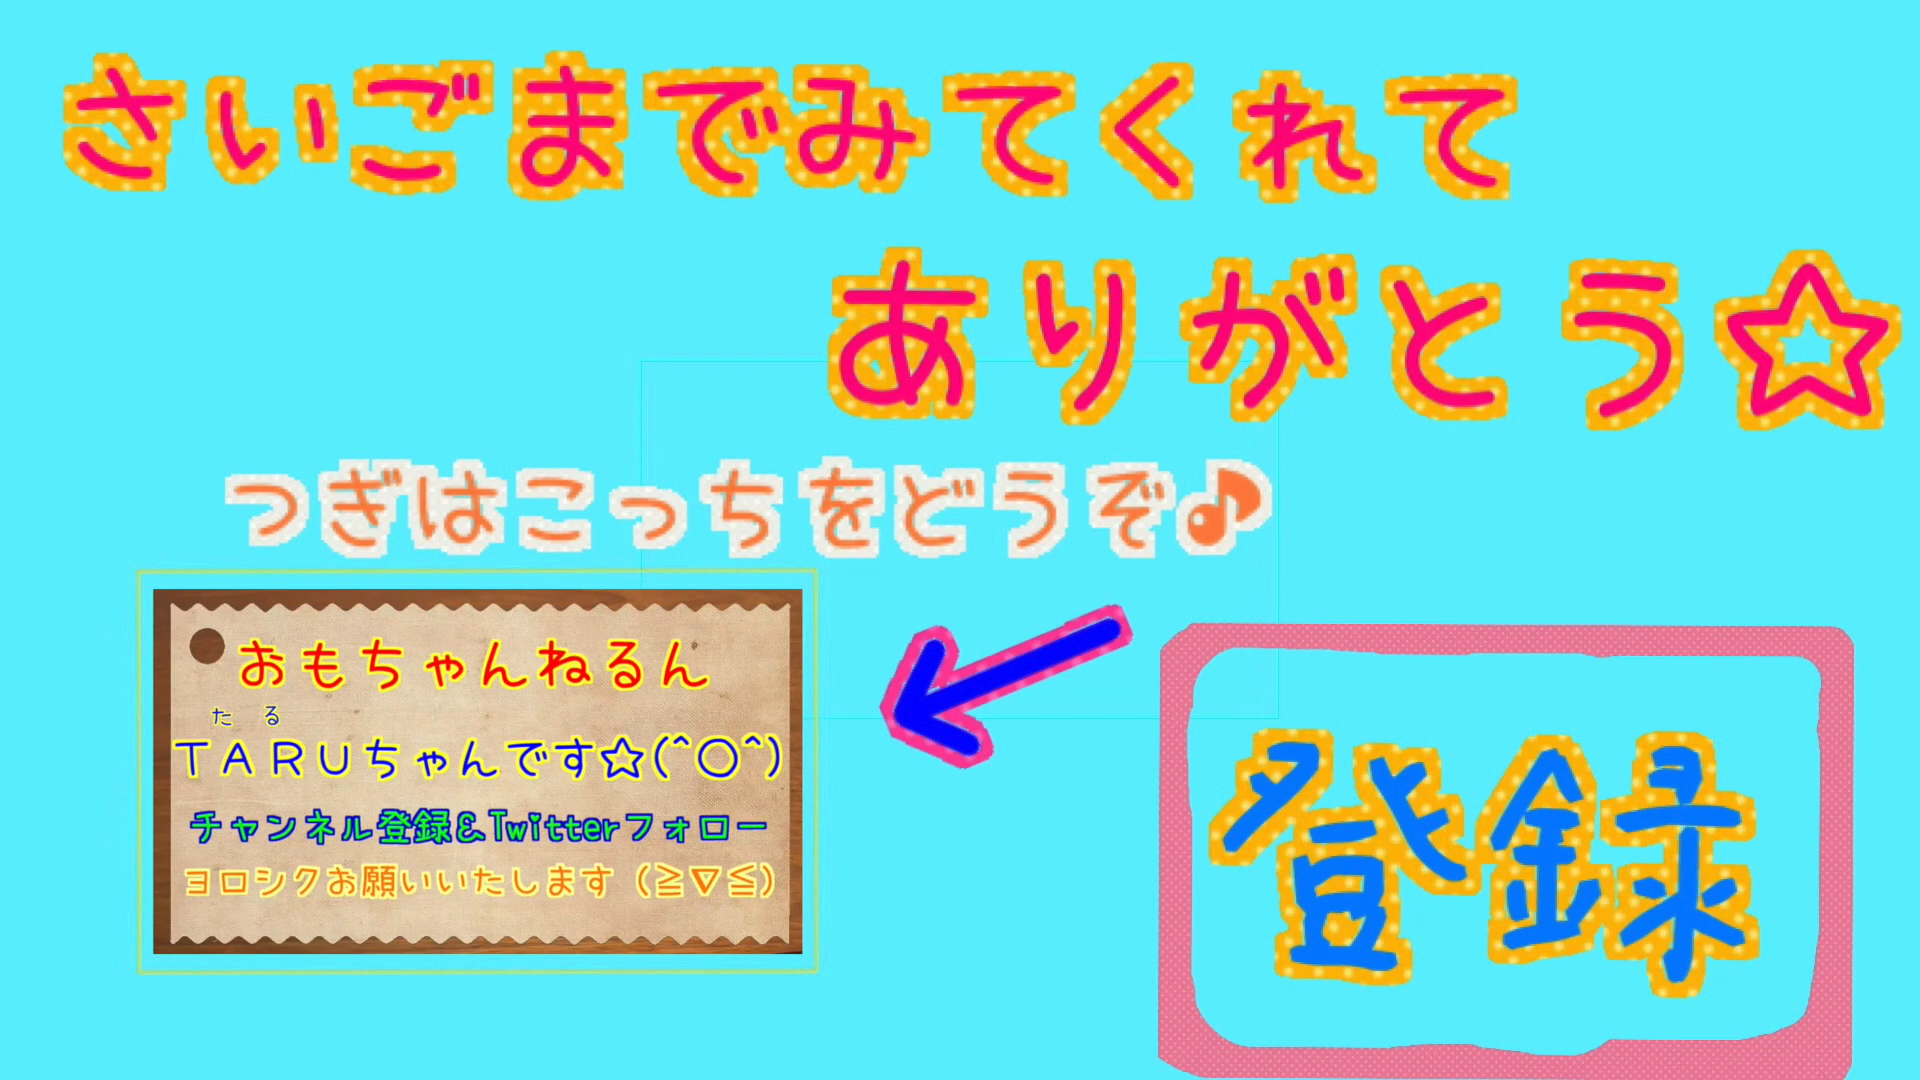 さいごまでみてくれて
ありがとう☆
つぎはこっちをどうぞ♪
おもちゃんねるん
たる
TARUちゃんです☆(^○^)
チャンネル登録&Twitterフォロー
ヨロシクお願いいたします（≧▽≦）
登録